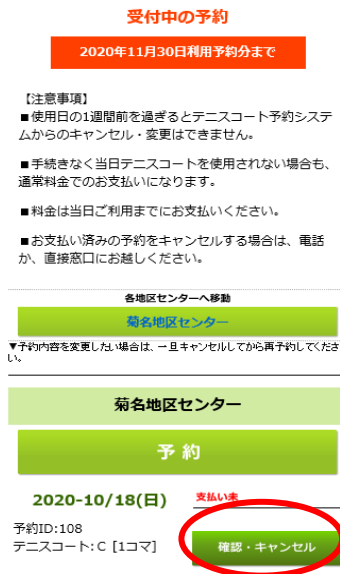 受付中の予約
2020年11月30日利用予約分まで
【注意事項】
■使用日の1週間前を過ぎるとテニスコート予約システ
ムからのキャンセル・変更はできません。
■手続きなく当日テニスコートを使用されない場合も、
通常料金でのお支払いになります。
■料金は当日ご利用までにお支払いください。
■お支払い済みの予約をキャンセルする場合は、電話
か、直接窓口にお越しください。
各地区センターへ移動
菊名地区センター
▼予約内容を変更したい場合は、一旦キャンセルしてから再予約してくださ
い。
菊名地区センター
予 約
2020-10/18(日)
支払い未
予約ID:108
テニスコート: C [1コマ]
確認・キャンセル